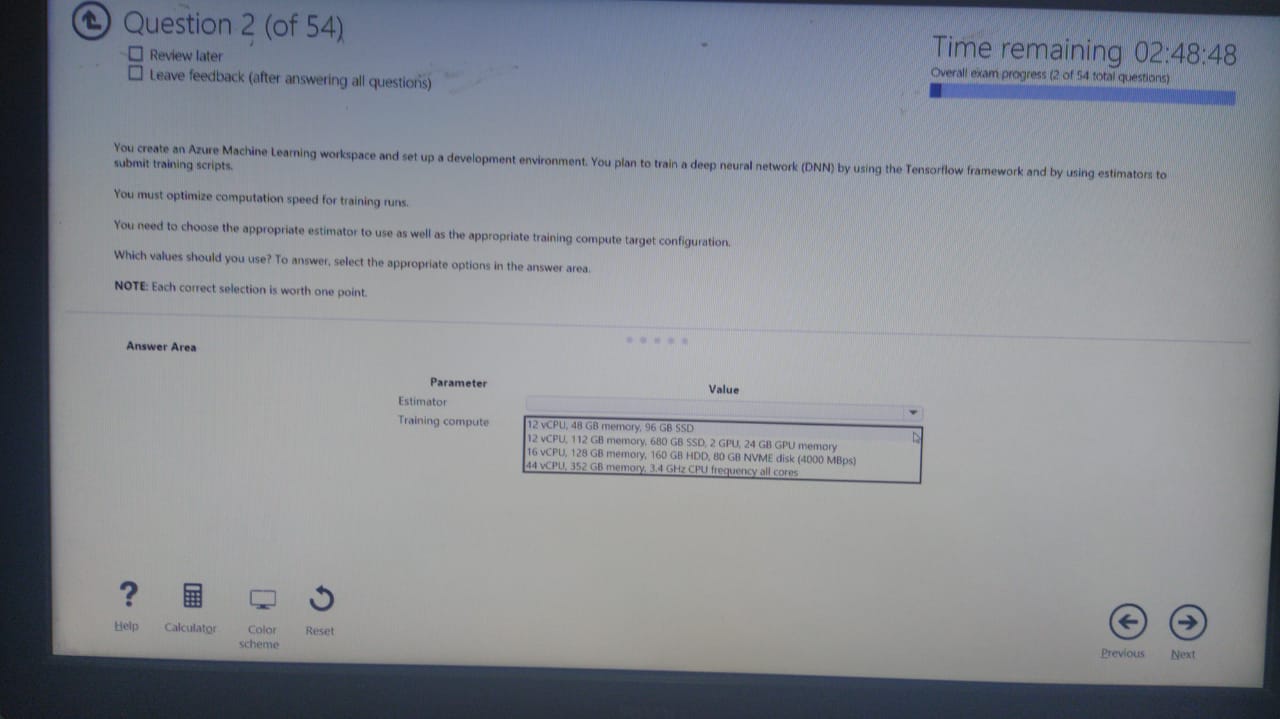 Question 2 (of 54)
Review later
Leave feedback (after answering all questions)
Time remaining 02:48:48
Overall exam progress (2 of 54 total questions)
You create an Azure Machine Learning workspace and set up a development environment. You plan to train a deep neural network (DNN) by using the Tensorflow framework and by using estimators to
submit training scripts.
You must optimize computation speed for training runs.
You need to choose the appropriate estimator to use as well as the appropriate training compute target configuration.
Which values should you use? To answer, select the appropriate options in the answer area.
NOTE: Each correct selection is worth one point.
Answer Area
Parameter
Value
Estimator
Training compute
12 vCPU, 48 GB memory, 96 GB SSD
12 vCPU, 112 GB memory, 680 GB SSD, 2 GPU, 24 GB GPU memory
16 vCPU, 128 GB memory, 160 GB HDD, 80 GB NVME disk (4000 MBps)
44 vCPU, 352 GB memory, 3.4 GHz CPU frequency all cores
?
Help
Calculator
Color
scheme
Reset
Previous
Next